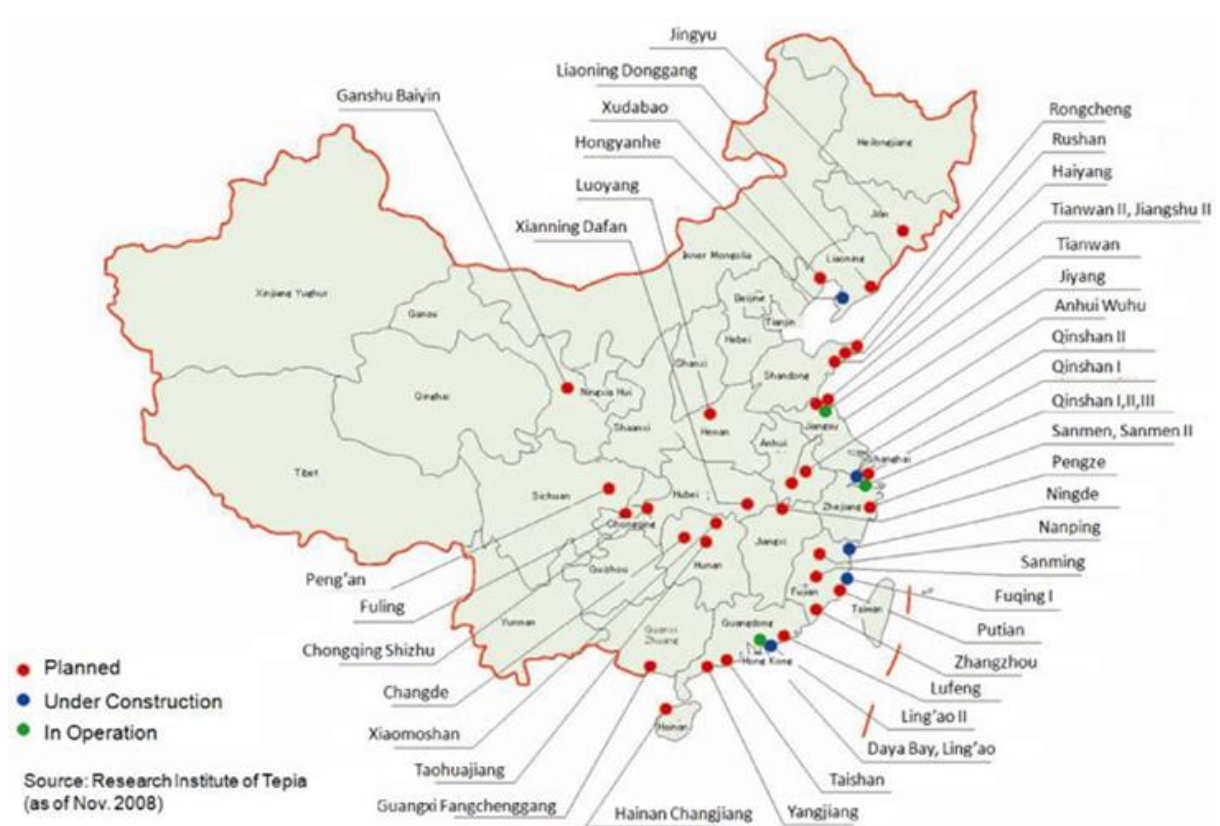 Jingyu
Liaoning Donggang
Ganshu Baiyin
Xudabao
Hongyanhe
Luoyang
Xianning Dafan
Rongcheng
Rushan
Haiyang
Tianwan II, Jiangshu II
Tianwan
Jiyang
Anhui Wuhu
Qinshan II
Qinshan I
Qinshan I,II,III
Sanmen, Sanmen II
Pengze
Ningde
Nanping
Sanming
Fuqing I
Putian
Zhangzhou
Lufeng
Ling'ao II
Daya Bay, Ling'ao
Taishan
Yangjiang
Hainan Changjiang
Guangxi Fangchenggang
Taohuajiang
Xiaomoshan
Changde
Chongqing Shizhu
Fuling
Peng'an
Heilongjiang
Jilin
Liaoning
Inner Mongolia
Beijing
Tianjin
Hebei
Shanxi
Shandong
Xinjiang Yughur
Gansu
Ningxia Hui
Qinghai
Shaanxi
Henan
Jiangsu
Anhui
Shanghai
Tibet
Sichuan
Hubei
Chongqing
Zhejiang
Jiangxi
Hunan
Guizhou
Fujian
Yunnan
Guangxi
Zhuang
Guangdong
Hong Kong
Taiwan
Hainan
Planned
Under Construction
In Operation
Source: Research Institute of Tepia
(as of Nov. 2008)